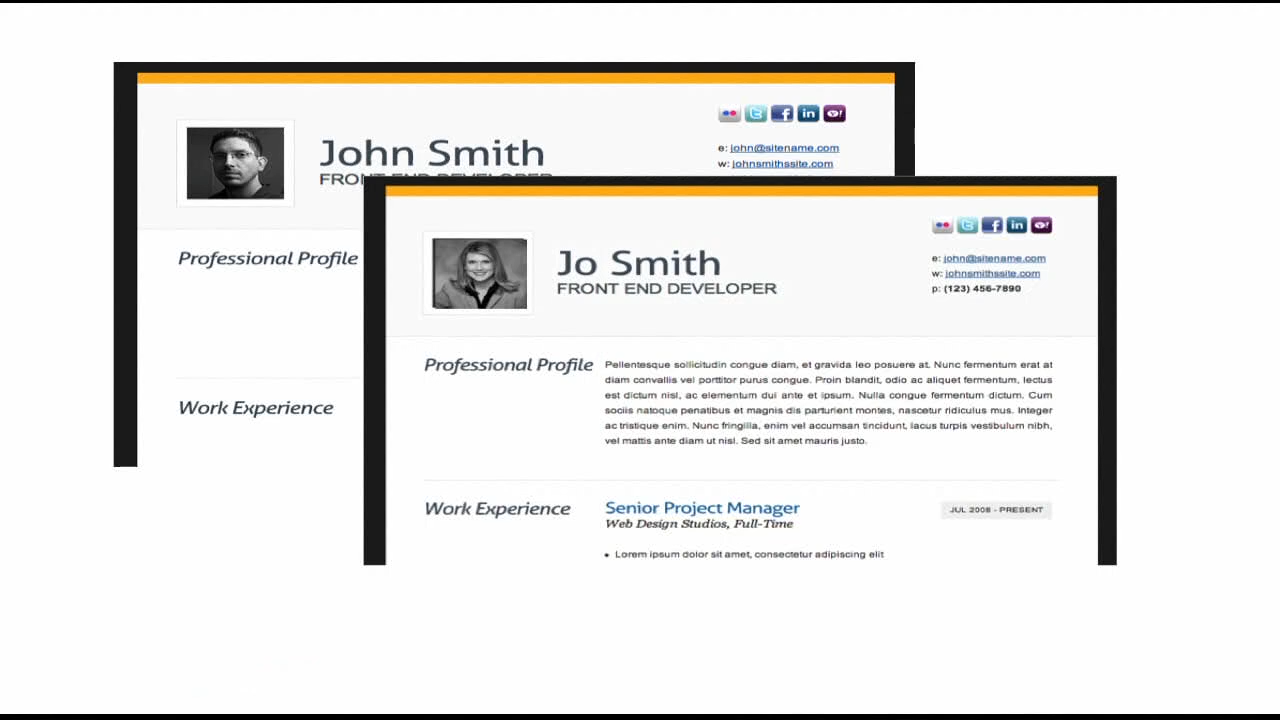 John Smith
FRONT END DEVELOPER
e: john@sitename.com
w: johnsmithssite.com
Professional Profile
Work Experience
Jo Smith
FRONT END DEVELOPER
e: john@sitename.com
w: johnsmithssite.com
p: (123) 456-7890
Professional Profile
Pellentesque sollicitudin congue diam, et gravida leo posuere at. Nunc fermentum erat at
diam convallis vel porttitor purus congue. Proin blandit, odio ac aliquet fermentum, lectus
est dictum nisl, ac elementum dui ante et ipsum. Nulla congue fermentum dictum. Cum
sociis natoque penatibus et magnis dis parturient montes, nascetur ridiculus mus. Integer
ac tristique enim. Nunc fringilla, enim vel accumsan tincidunt, lacus turpis vestibulum nibh,
vel mattis ante diam ut nisl. Sed sit amet mauris justo.
Work Experience
Senior Project Manager
JUL 2008 - PRESENT
Web Design Studios, Full-Time
• Lorem ipsum dolor sit amet, consectetur adipiscing elit